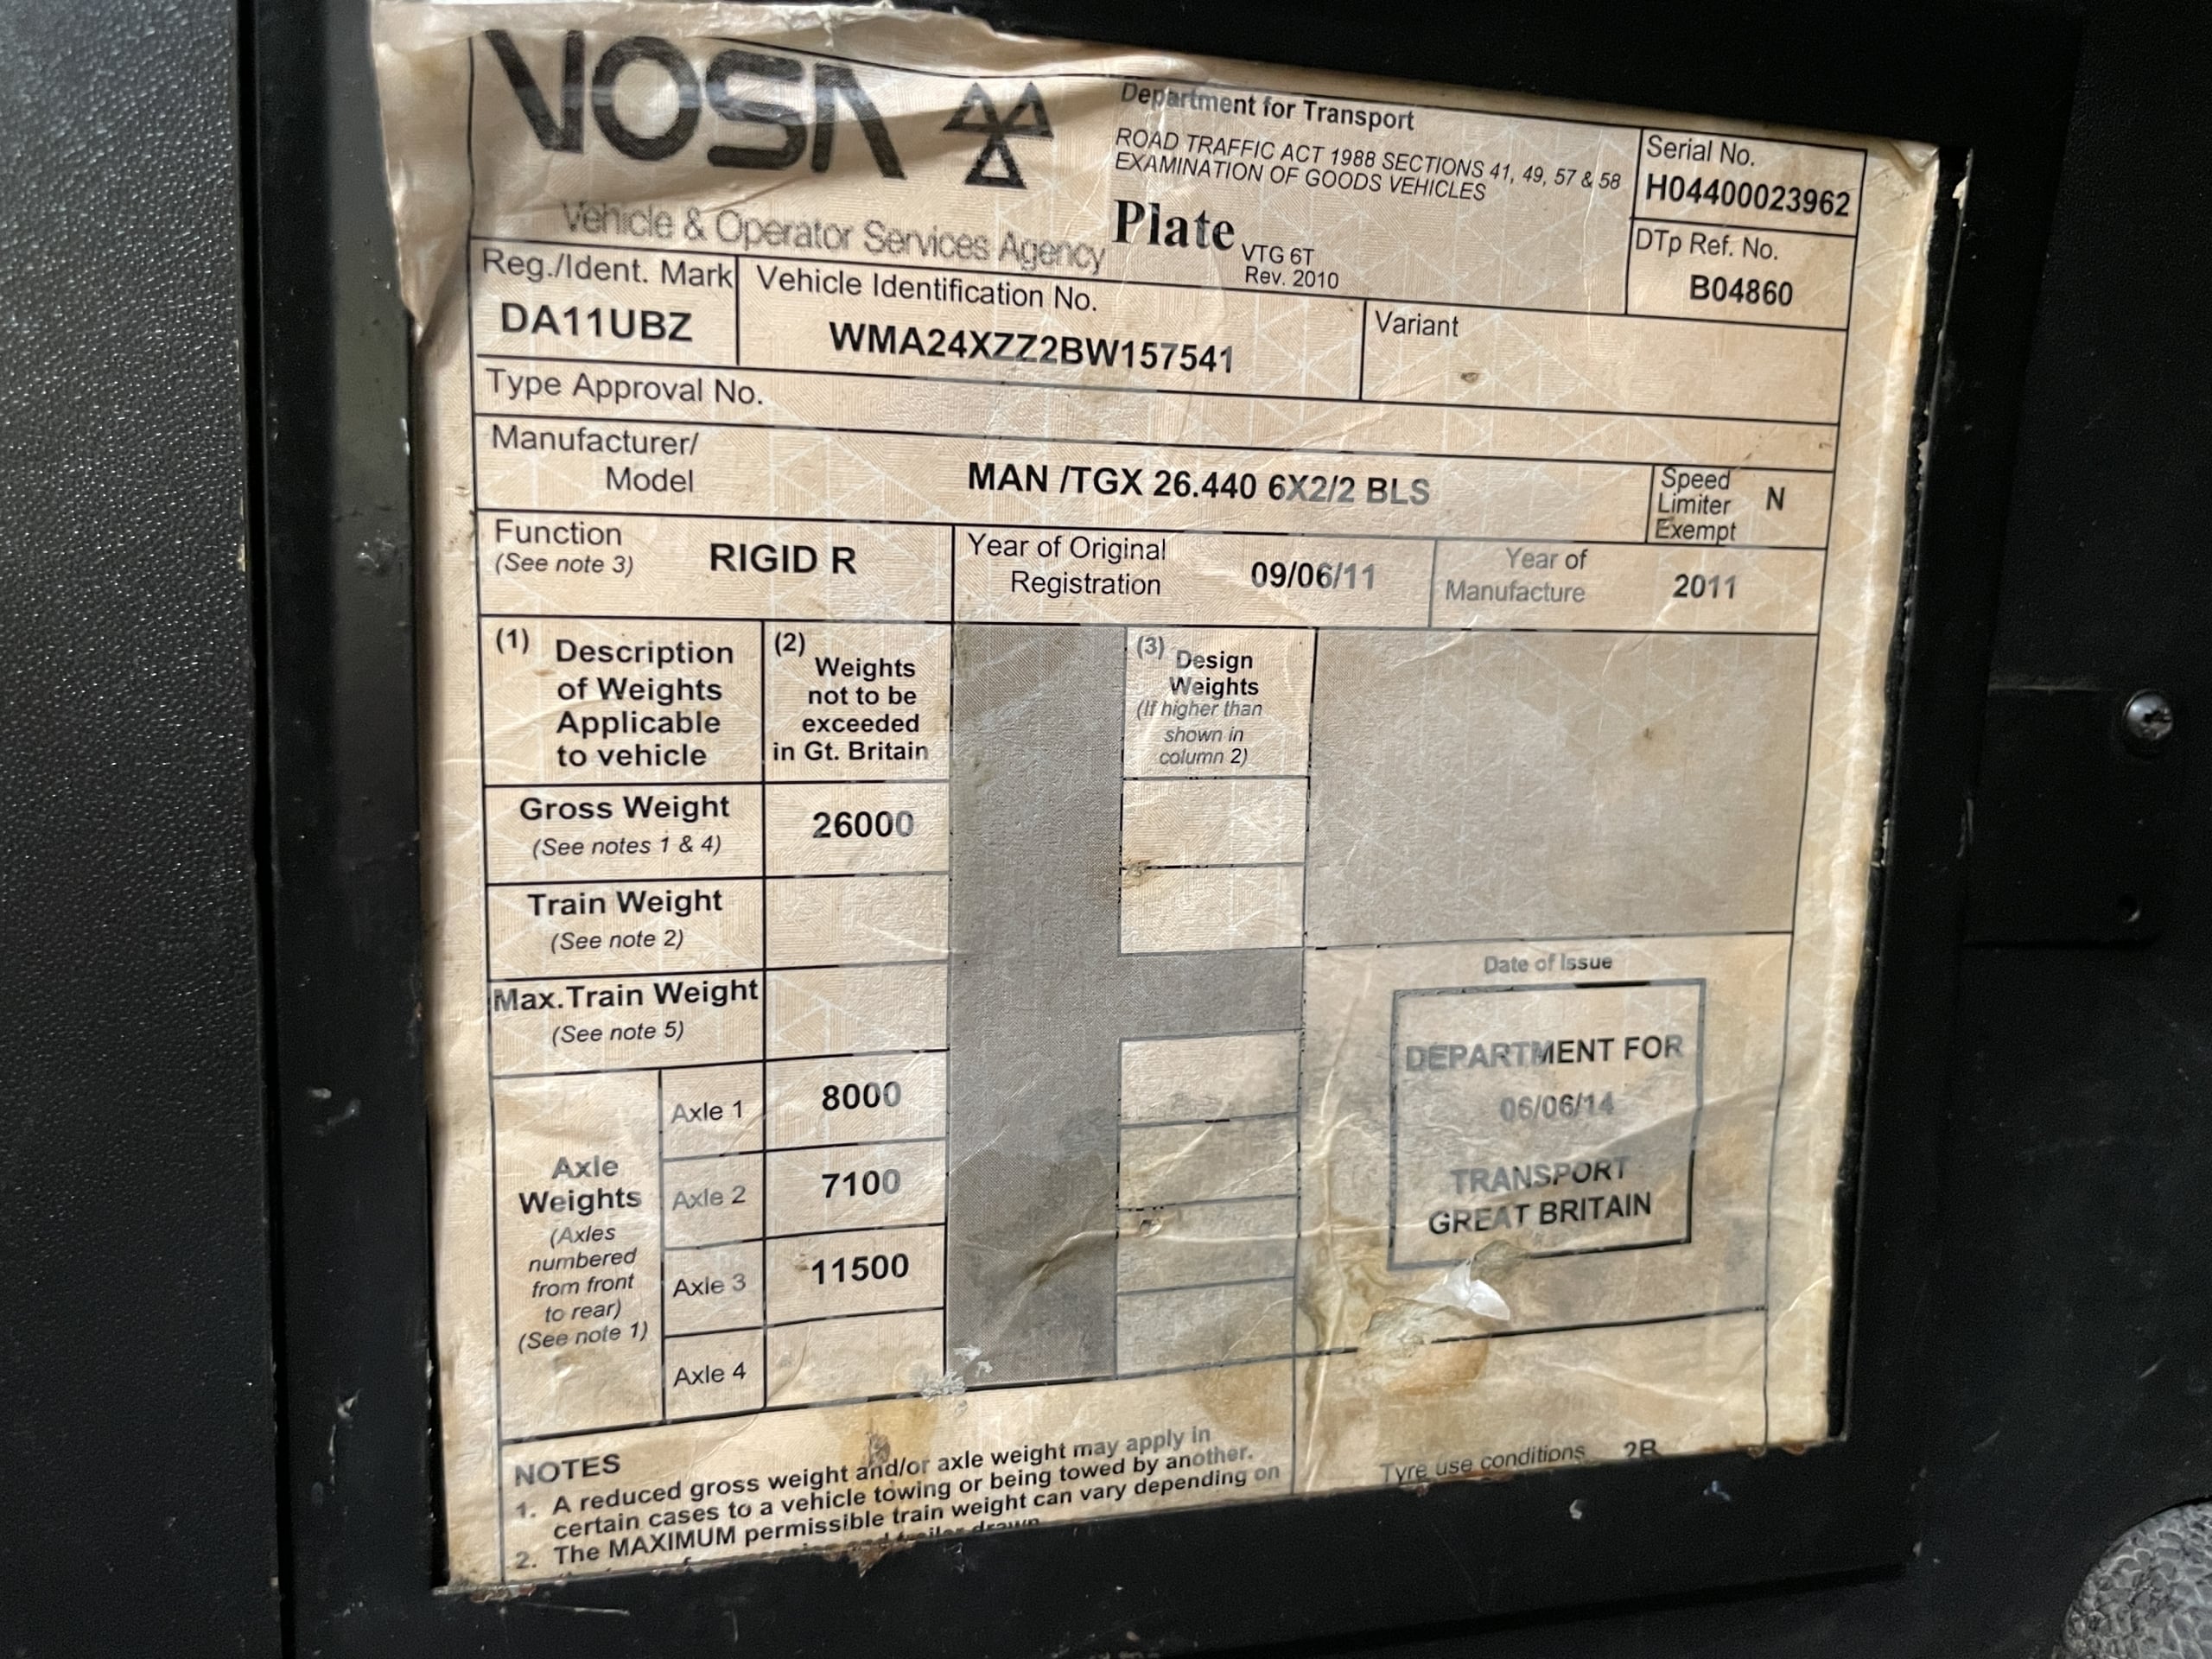 VOSA
Vehicle & Operator Services Agency
Department for Transport
ROAD TRAFFIC ACT 1988 SECTIONS 41, 49, 57 & 58
EXAMINATION OF GOODS VEHICLES
Plate VTG 6T
Rev. 2010
Serial No.
H04400023962
DTp Ref. No.
B04860
Reg./Ident. Mark
DA11UBZ
Vehicle Identification No.
WMA24XZZ2BW157541
Variant
Type Approval No.
Manufacturer/
Model
MAN /TGX 26.440 6X2/2 BLS
Speed
Limiter
Exempt
N
Function
(See note 3)
RIGID R
Year of Original
Registration
09/06/11
Year of
Manufacture
2011
(1) Description
of Weights
Applicable
to vehicle
(2)
Weights
not to be
exceeded
in Gt. Britain
(3)
Design
Weights
(If higher than
shown in
column 2)
Gross Weight
(See notes 1 & 4)
26000
Train Weight
(See note 2)
Max.Train Weight
(See note 5)
Axle
Weights
(Axles
numbered
from front
to rear)
(See note 1)
Axle 1
8000
Axle 2
7100
Axle 3
11500
Axle 4
Date of Issue
DEPARTMENT FOR
06/06/14
TRANSPORT
GREAT BRITAIN
Tyre use conditions 2B
NOTES
1. A reduced gross weight and/or axle weight may apply in
certain cases to a vehicle towing or being towed by another.
2. The MAXIMUM permissible train weight can vary depending on
trailer drawn